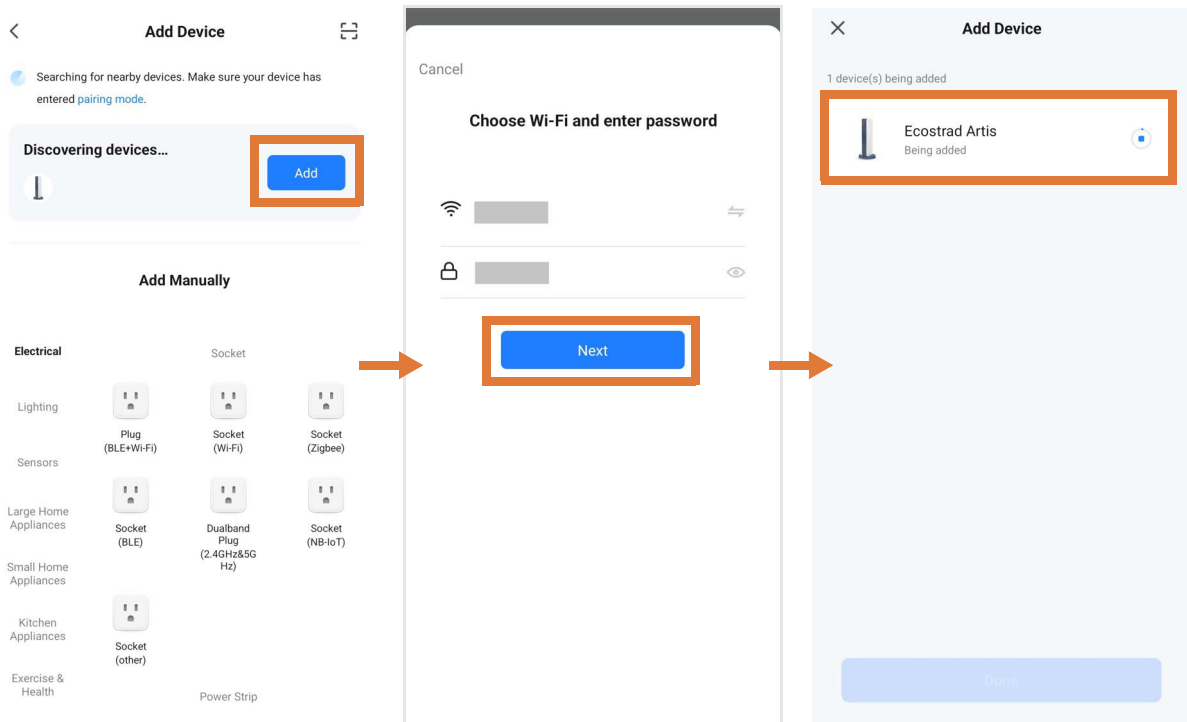 Add Device
Searching for nearby devices. Make sure your device has
entered pairing mode.
Discovering devices...
Add
Add Manually
Electrical
Socket
Lighting
Sensors
Large Home
Appliances
Small Home
Appliances
Kitchen
Appliances
Exercise &
Health
Plug
(BLE+Wi-Fi)
Socket
(Wi-Fi)
Socket
(Zigbee)
Socket
(BLE)
Dualband
Plug
(2.4GHz&5G
Hz)
Socket
(NB-IoT)
Socket
(other)
Power Strip
Cancel
Choose Wi-Fi and enter password
Next
Add Device
1 device(s) being added
Ecostrad Artis
Being added
Done